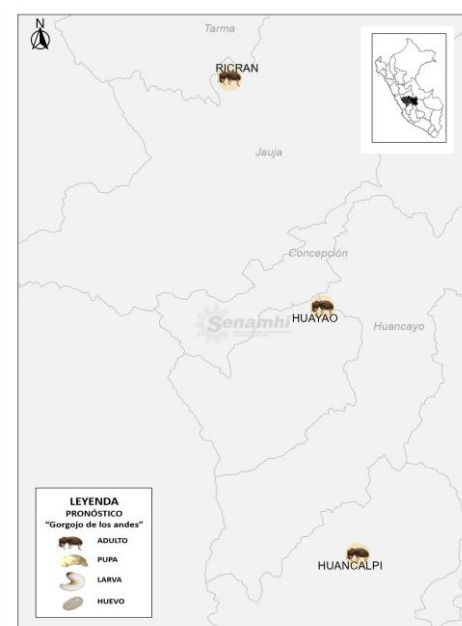 N
Tarma
RICRAN
Jauja
Concepción
Senamhi
HUAYAO
Huancayo
HUANCALPI
LEYENDA
PRONÓSTICO
"Gorgojo de los andes"
ADULTO
PUPA
LARVA
HUEVO